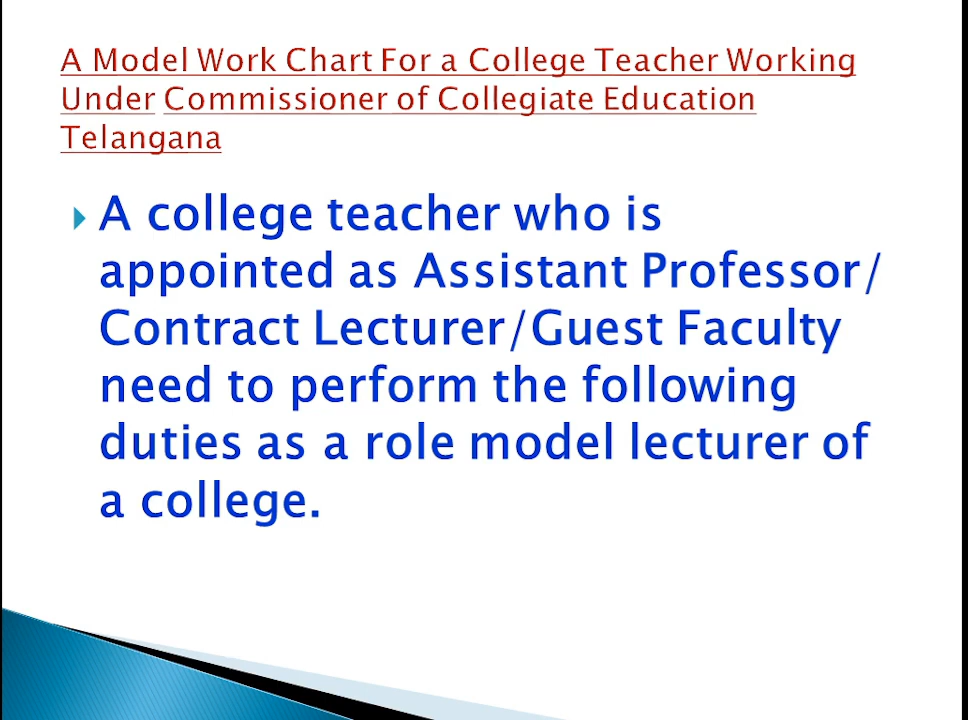 A Model Work Chart For a College Teacher Working
Under Commissioner of Collegiate Education
Telangana
A college teacher who is
appointed as Assistant Professor/
Contract Lecturer/Guest Faculty
need to perform the following
duties as a role model lecturer of
a college.